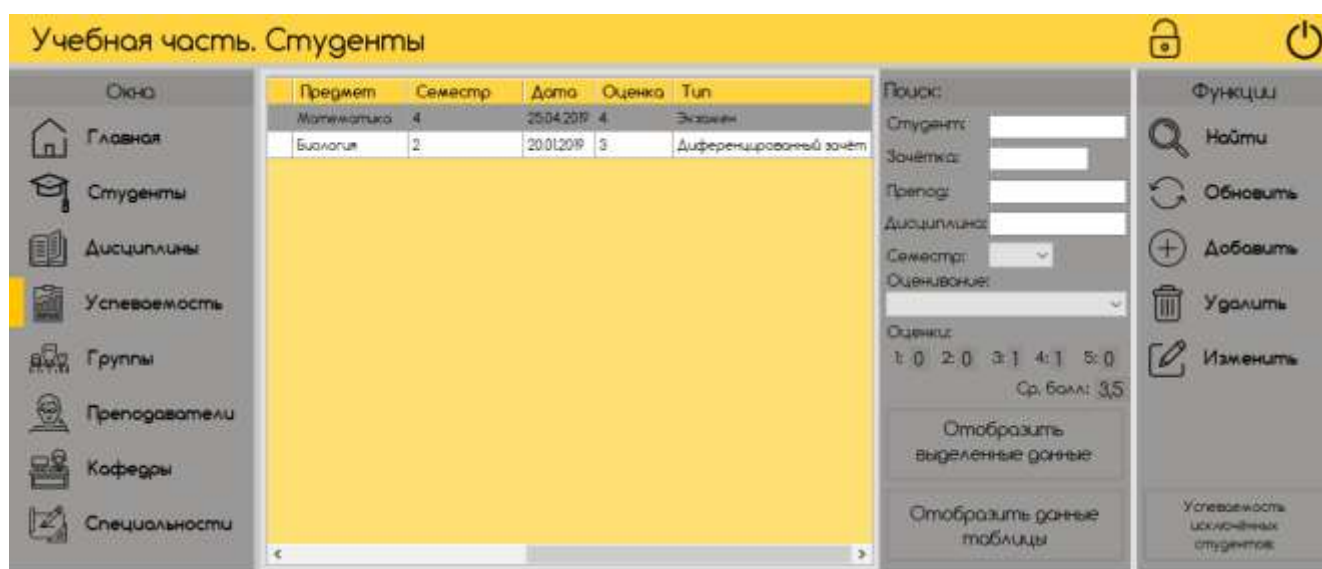 Учебная часть. Студенты
Окна
Главная
Студенты
Дисциплины
Успеваемость
Группы
Преподаватели
Кафедры
Специальности
Предмет Семестр Дата Оценка Тип
Математика 4 25.04.2019 4 Экзамен
Биология 2 20.01.2019 3 Диференцированный зачёт
Поиск:
Студент:
Зачётка:
Препод:
Дисциплина:
Семестр:
Оценивание:
Оценки:
1: 0 2: 0 3: 1 4: 1 5: 0
Ср. балл: 3,5
Отобразить
выделенные данные
Отобразить данные
таблицы
Функции
Найти
Обновить
Добавить
Удалить
Изменить
Успеваемость
исключённых
студентов